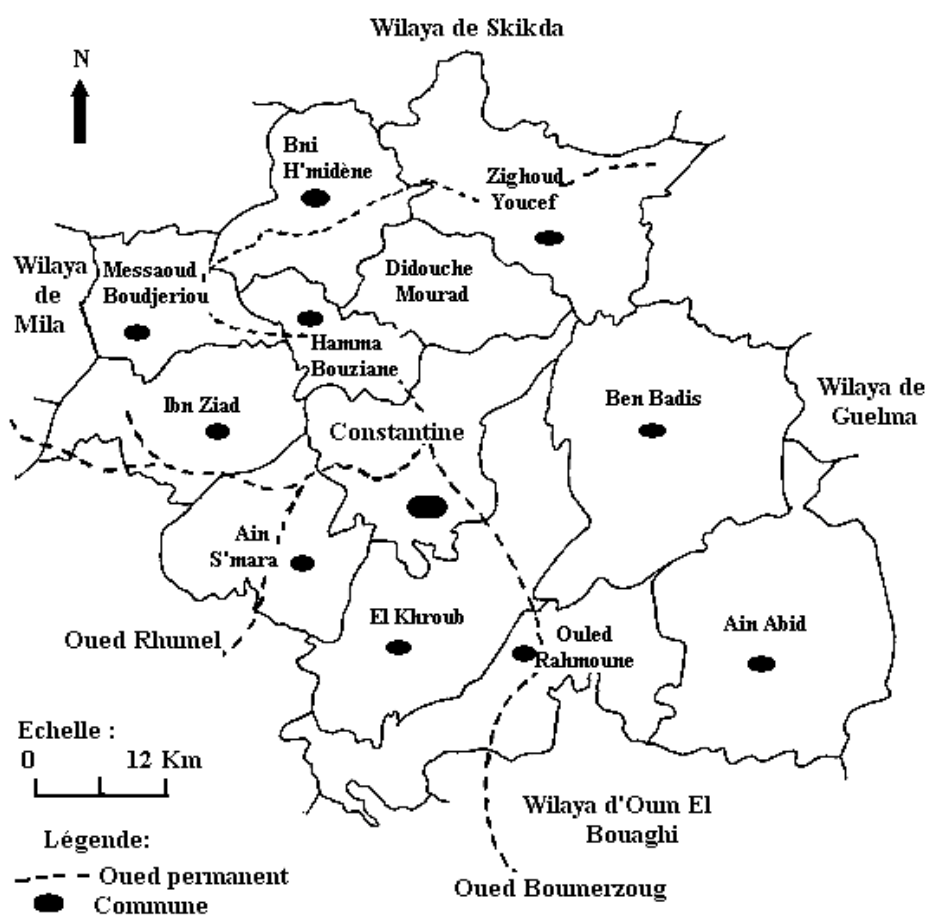 Wilaya de Skikda
N
Bni
H'midène
Zighoud
Youcef
Wilaya
de
Mila
Messaoud
Boudjeriou
Didouche
Mourad
Hamma
Bouziane
Ibn Ziad
Constantine
Ben Badis
Wilaya de
Guelma
Ain
S'mara
Oued Rhumel
El Khroub
Ouled
Rahmoune
Ain Abid
Echelle :
0 12 Km
Wilaya d'Oum El
Bouaghi
Légende:
Oued permanent
Commune
Oued Boumerzoug